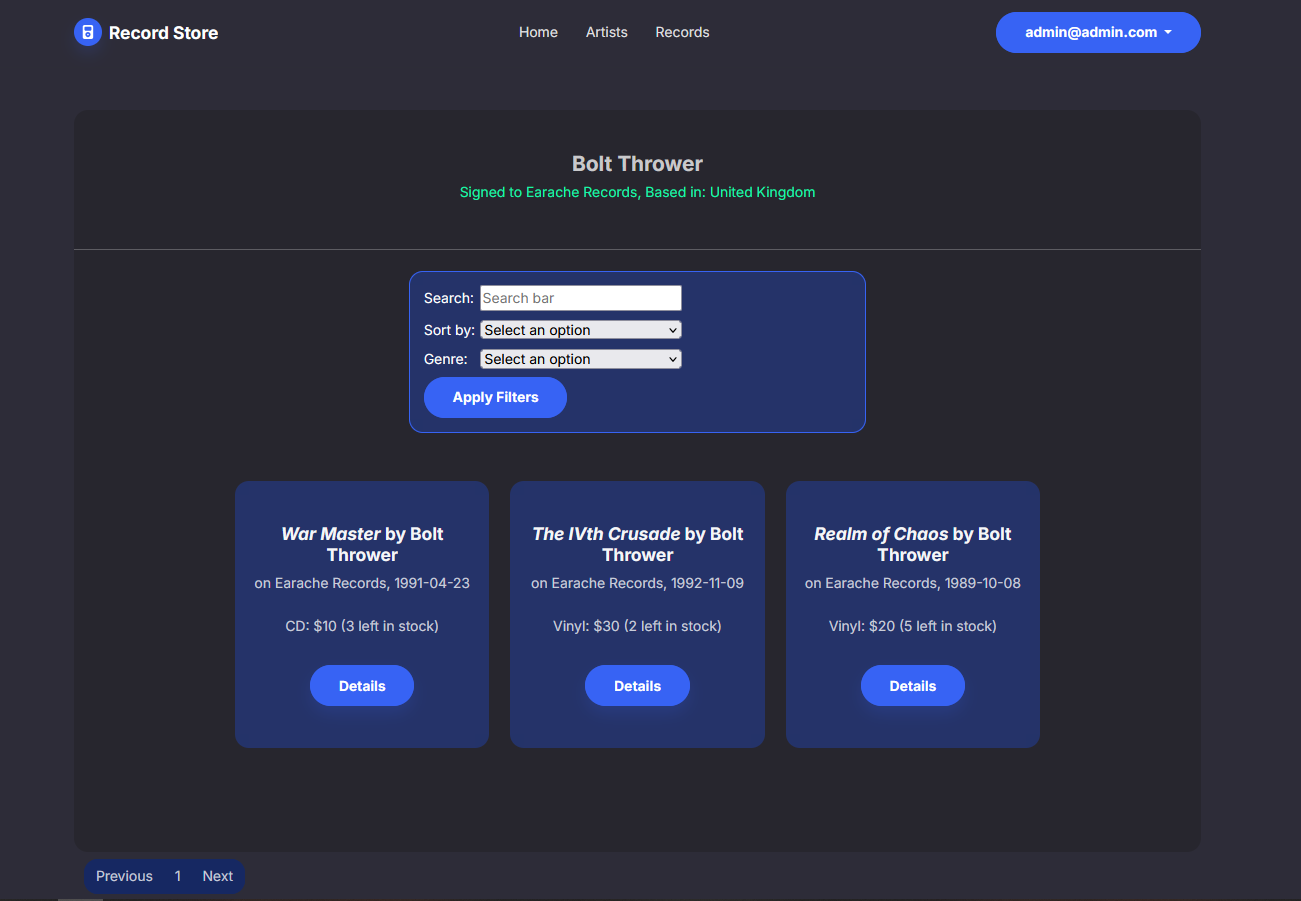 Record Store
Home Artists Records
admin@admin.com
Bolt Thrower
Signed to Earache Records, Based in: United Kingdom
Search: Search bar
Sort by: Select an option
Genre: Select an option
Apply Filters
War Master by Bolt
Thrower
on Earache Records, 1991-04-23
CD: $10 (3 left in stock)
Details
The IVth Crusade by Bolt
Thrower
on Earache Records, 1992-11-09
Vinyl: $30 (2 left in stock)
Details
Realm of Chaos by Bolt
Thrower
on Earache Records, 1989-10-08
Vinyl: $20 (5 left in stock)
Details
Previous 1 Next